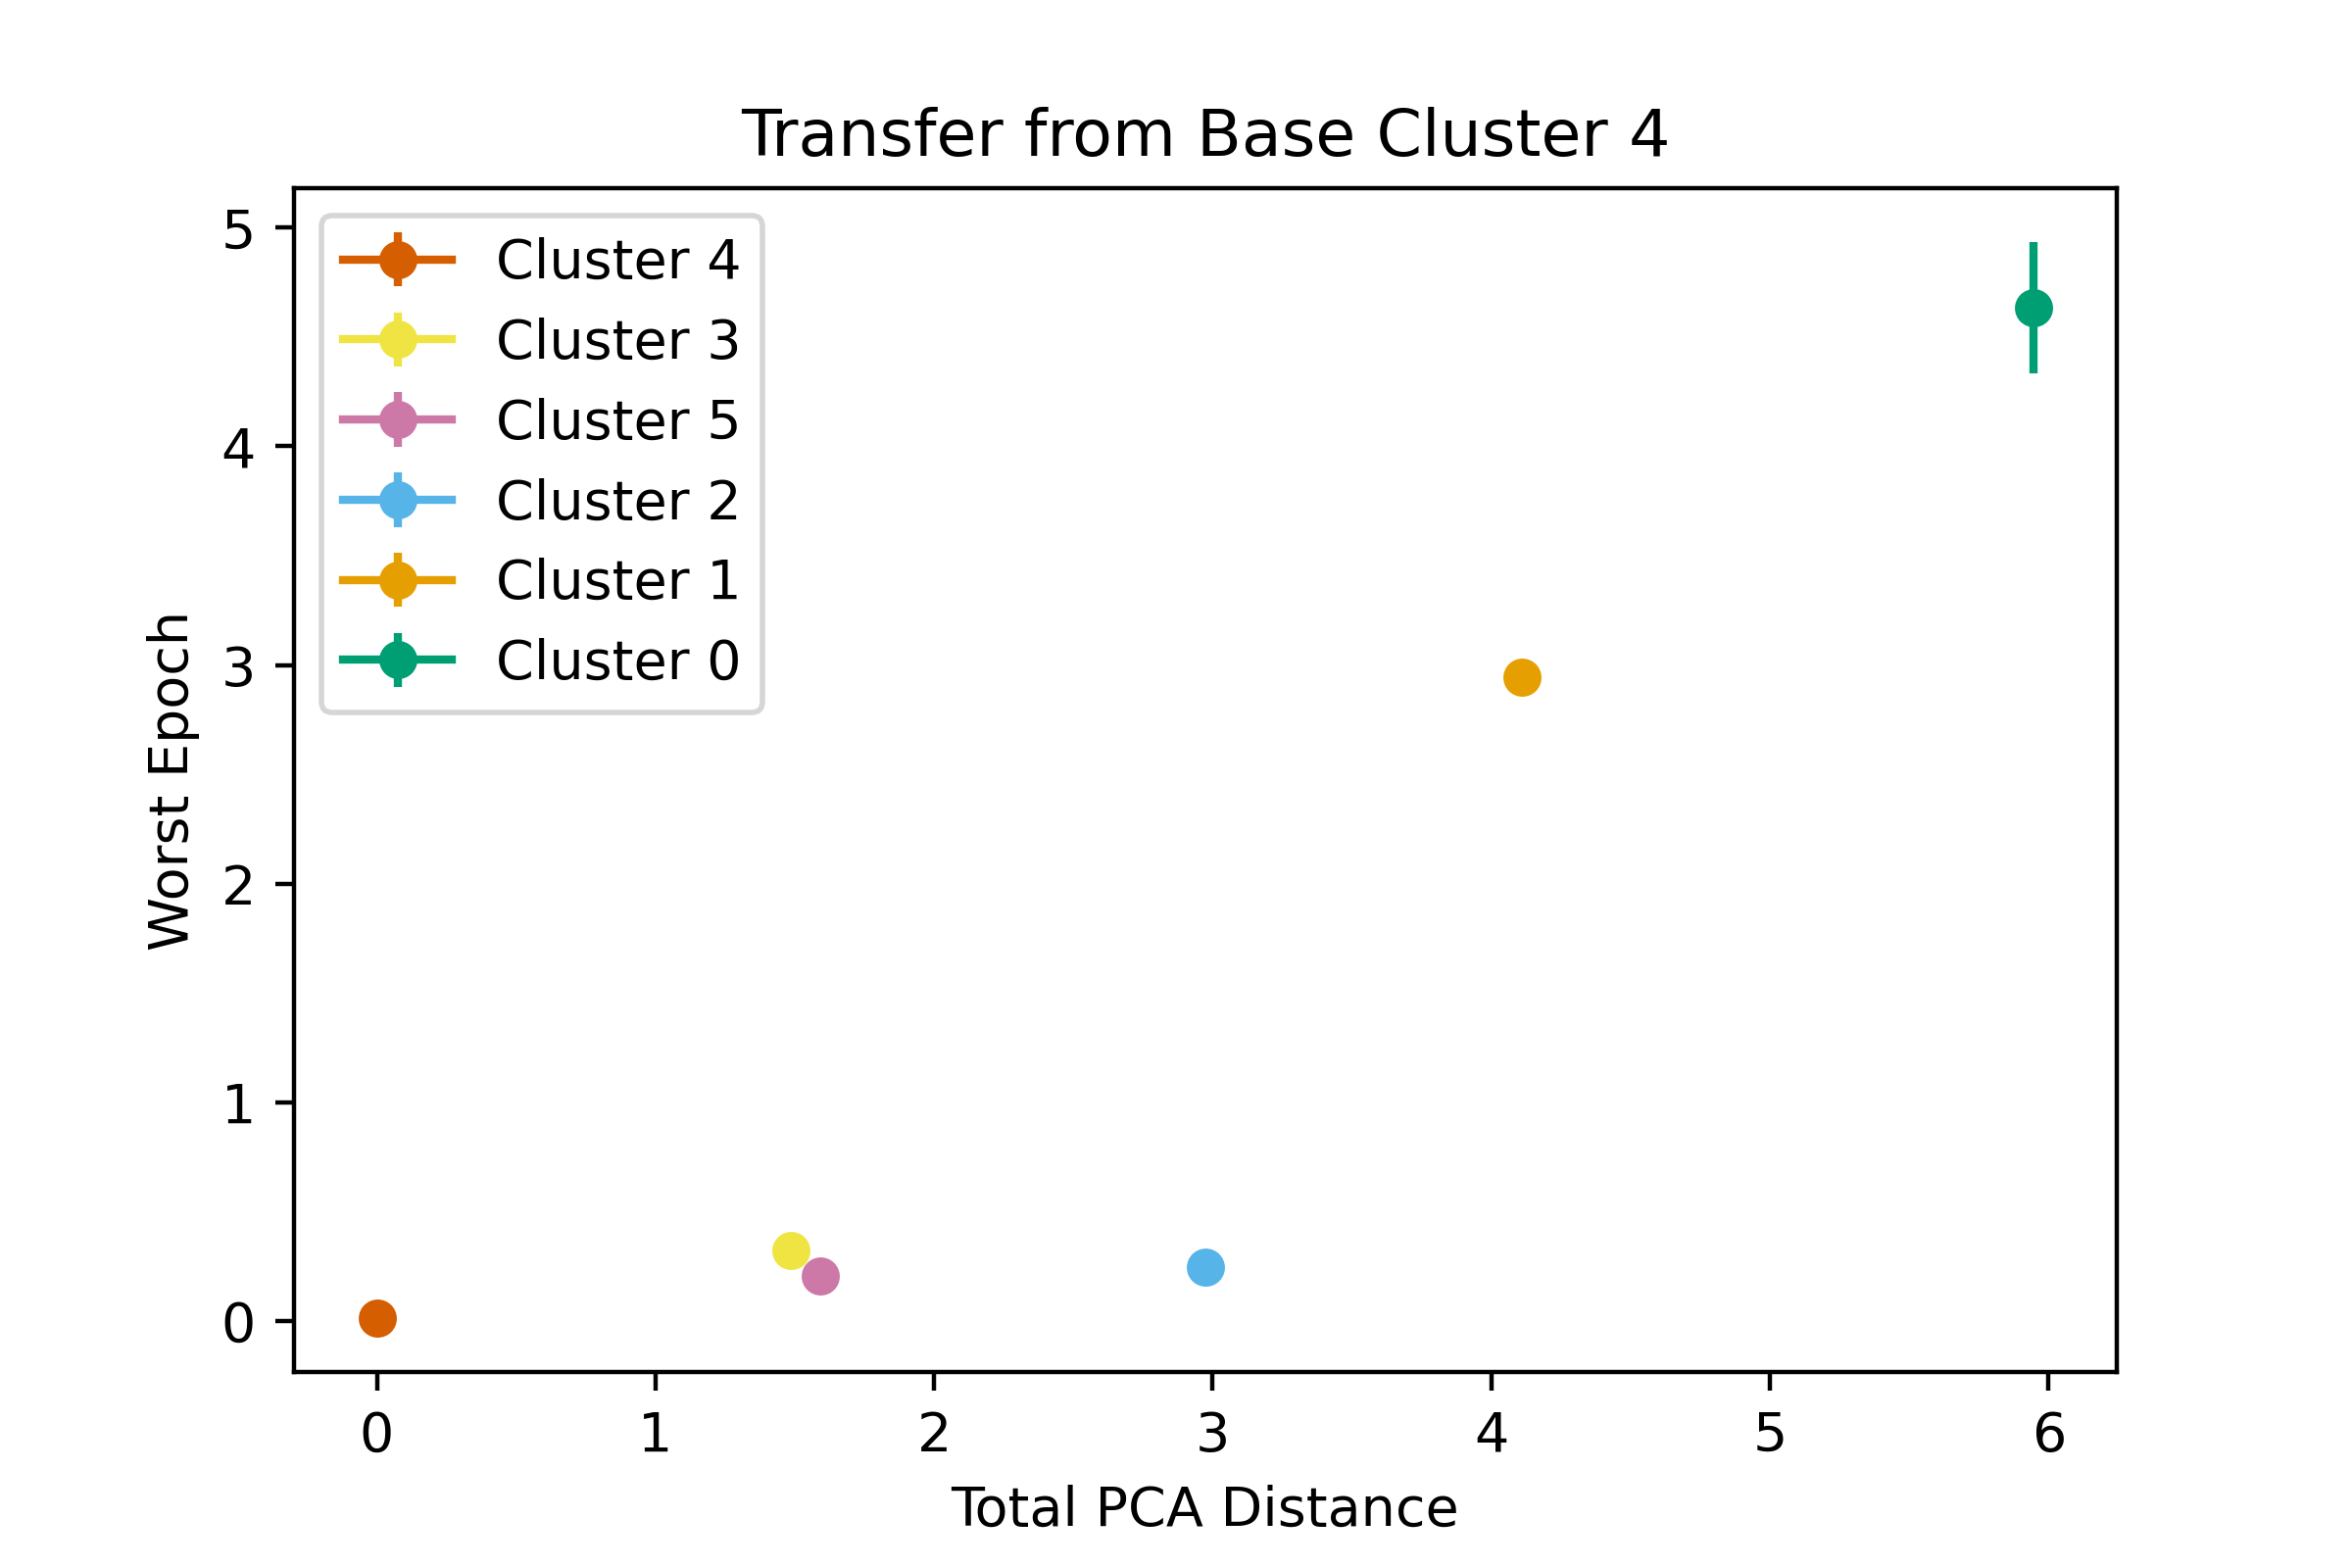 Transfer from Base Cluster 4
Cluster 4
Cluster 3
Cluster 5
Cluster 2
Cluster 1
Cluster 0
Worst Epoch
5
4
3
2
1
0
0 1 2 3 4 5 6
Total PCA Distance